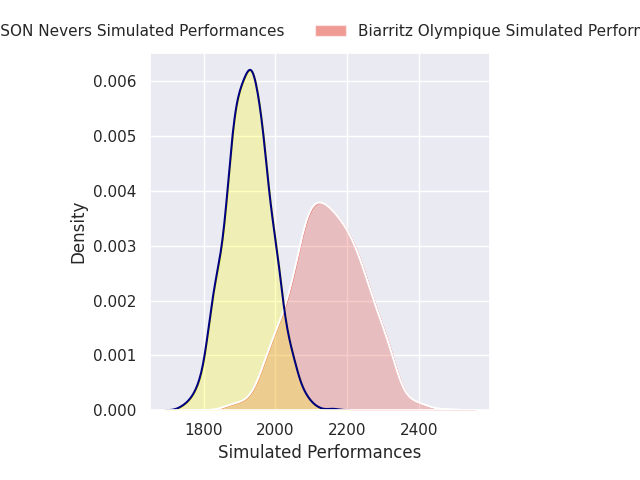 SON Nevers Simulated Performances Biarritz Olympique Simulated Perfor
0.006
0.005
0.004
0.003
0.002
0.001
0.000
Density
1800 2000 2200 2400
Simulated Performances